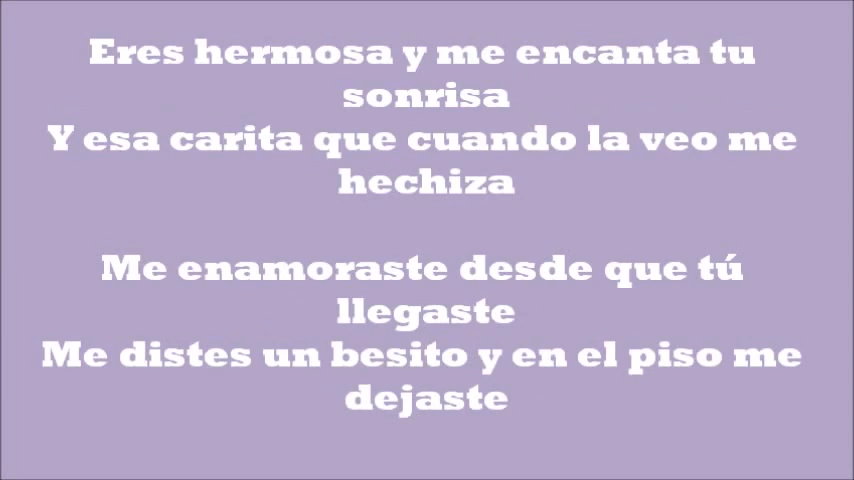 Eres hermosa y me encanta tu
sonrisa
Y esa carita que cuando la veo me
hechiza
Me enamoraste desde que tú
llegaste
Me distes un besito y en el piso me
dejaste